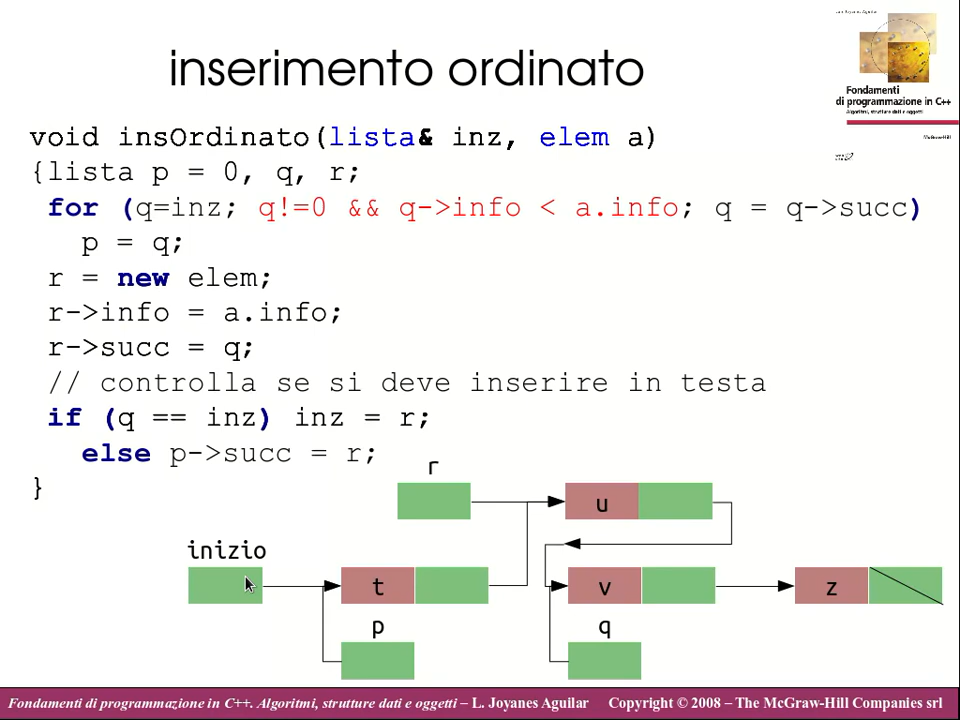 inserimento ordinato
Fondamenti
di programmazione in C++
Algoritmi, strutture dati e oggetti
void insOrdinato(lista& inz, elem a)
{lista p = 0, q, r;
for (q=inz; q!=0 && q->info < a.info; q = q->succ)
p = q;
r = new elem;
r->info = a.info;
r->succ = q;
// controlla se si deve inserire in testa
if (q == inz) inz = r;
else p->succ = r;
}
r
u
inizio
t
v
z
p
q
Fondamenti di programmazione in C++. Algoritmi, strutture dati e oggetti – L. Joyanes Aguilar Copyright © 2008 – The McGraw-Hill Companies srl